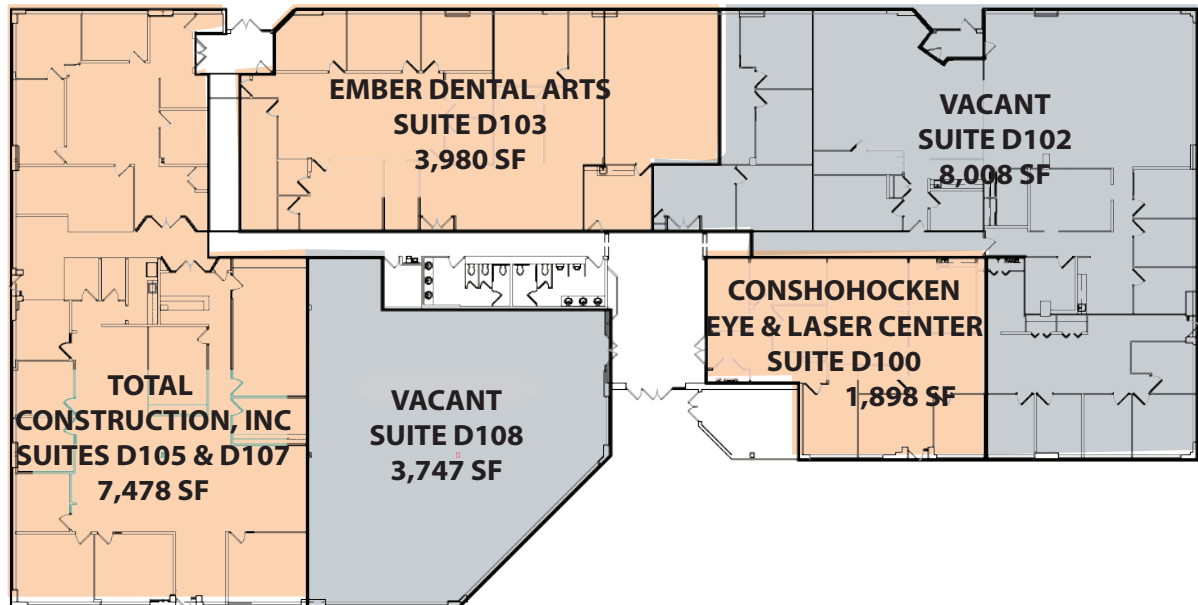 EMBER DENTAL ARTS
SUITE D103
3,980 SF
VACANT
SUITE D102
8,008 SF
CONSHOHOCKEN
EYE & LASER CENTER
SUITE D100
1,898 SF
TOTAL
CONSTRUCTION, INC
SUITES D105 & D107
7,478 SF
VACANT
SUITE D108
3,747 SF